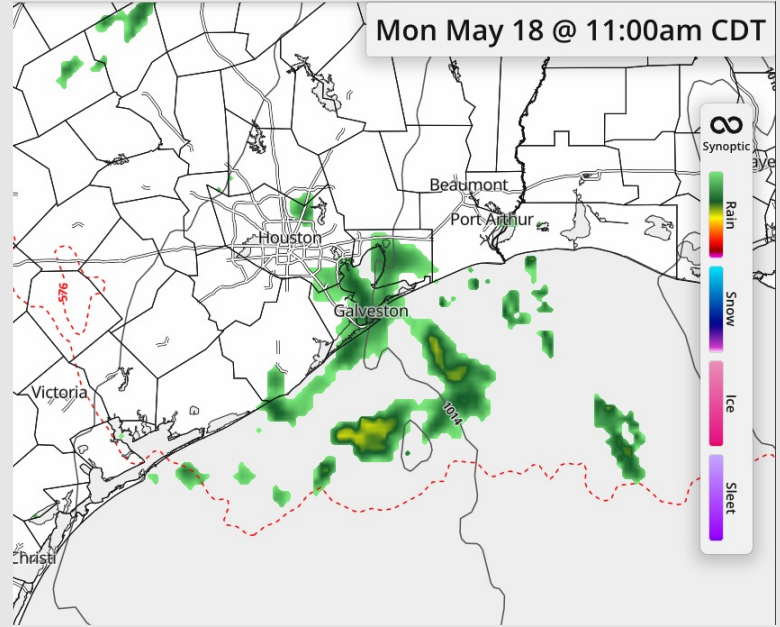 Mon May 18 @ 11:00am CDT
Synoptic
Rain
Snow
Ice
Sleet
Beaumont
Port Arthur
Houston
576
Galveston
Victoria
1014
Christi